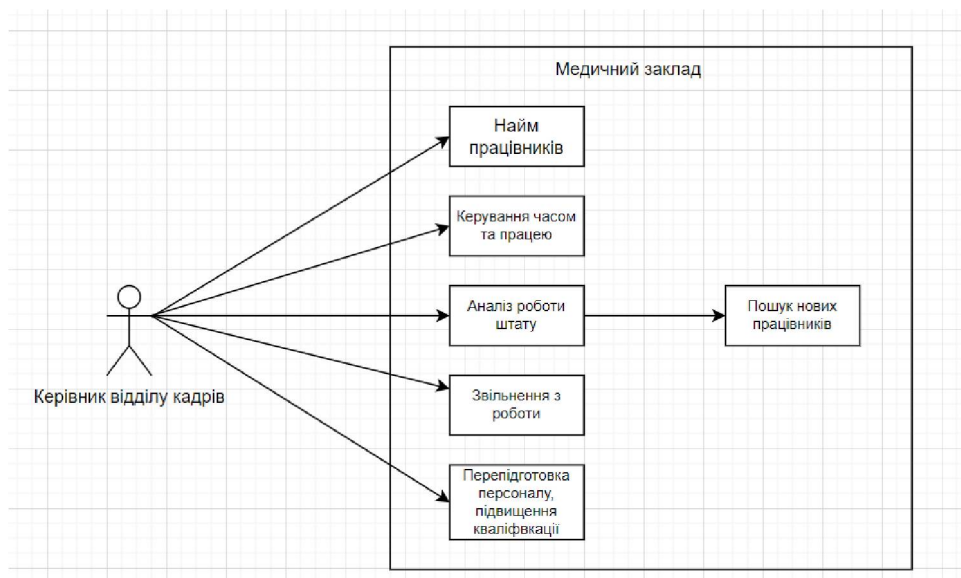 Медичний заклад
Найм
працівників
Керування часом
та працею
Аналіз роботи
штату
Пошук нових
працівників
Керівник відділу кадрів
Звільнення з
роботи
Перепідготовка
персоналу,
підвищення
кваліфвкації